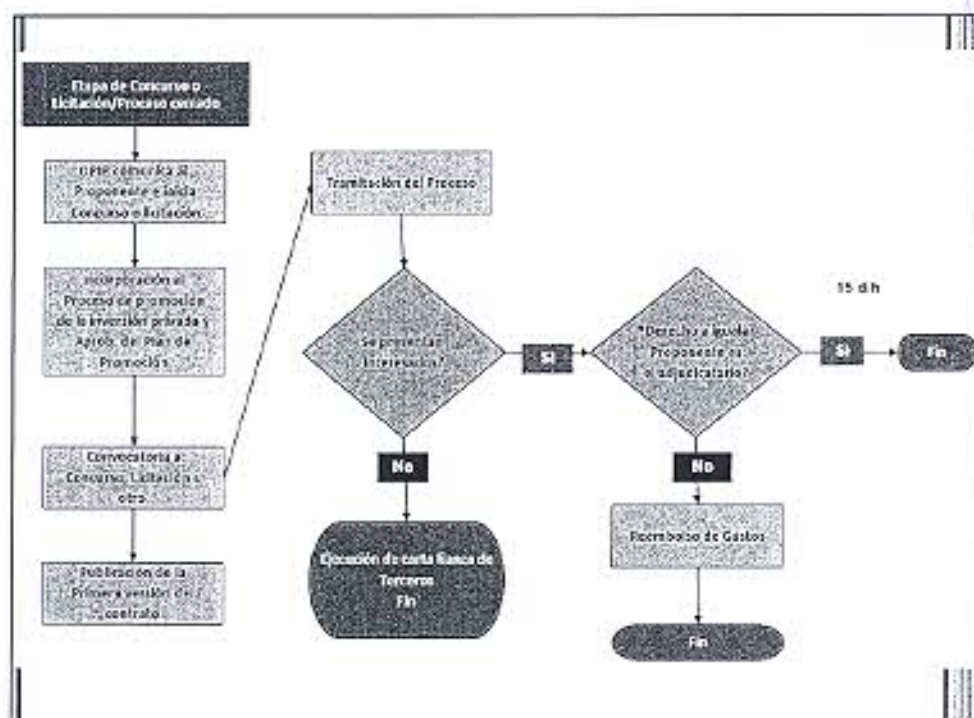 Etapa de Concurso o
Licitación/Proceso cerrado
OPIP comunica al
Proponente e inicia
Concurso o licitación
Incorporación al
Proceso de promoción
de la inversión privada y
Aprob. del Plan de
Promoción
Convocatoria a
Concurso, Licitación u
otro
Publicación de la
Primera versión del
contrato
Tramitación del Proceso
Se presentan
Interesados?
Si
No
Ejecución de carta fianza de
Terceros
Fin
*Derecho a igualar
Proponente
adjudicatario?
15 d.h
Si
Fin
No
Reembolso de Gastos
Fin